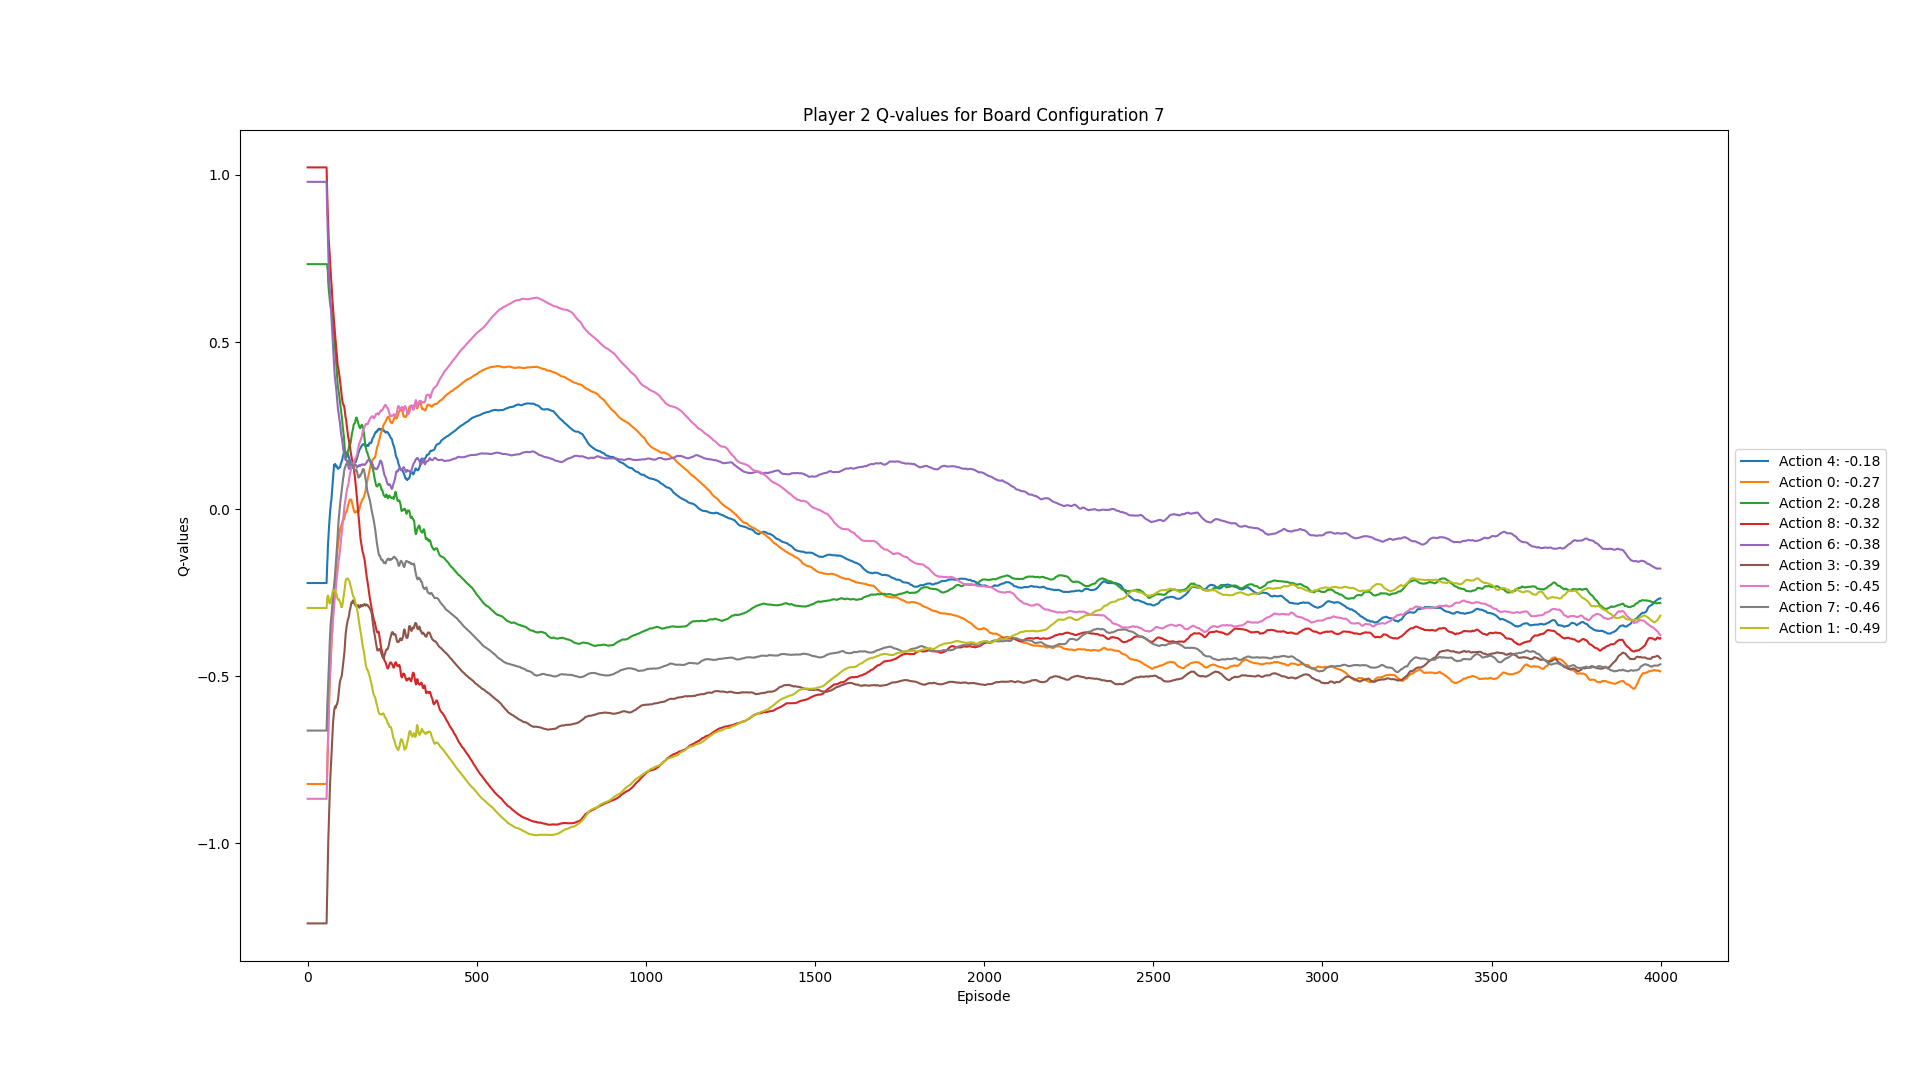 Player 2 Q-values for Board Configuration 7
1.0
0.5
0.0
−0.5
−1.0
Q-values
0 500 1000 1500 2000 2500 3000 3500 4000
Episode
Action 4: -0.18
Action 0: -0.27
Action 2: -0.28
Action 8: -0.32
Action 6: -0.38
Action 3: -0.39
Action 5: -0.45
Action 7: -0.46
Action 1: -0.49